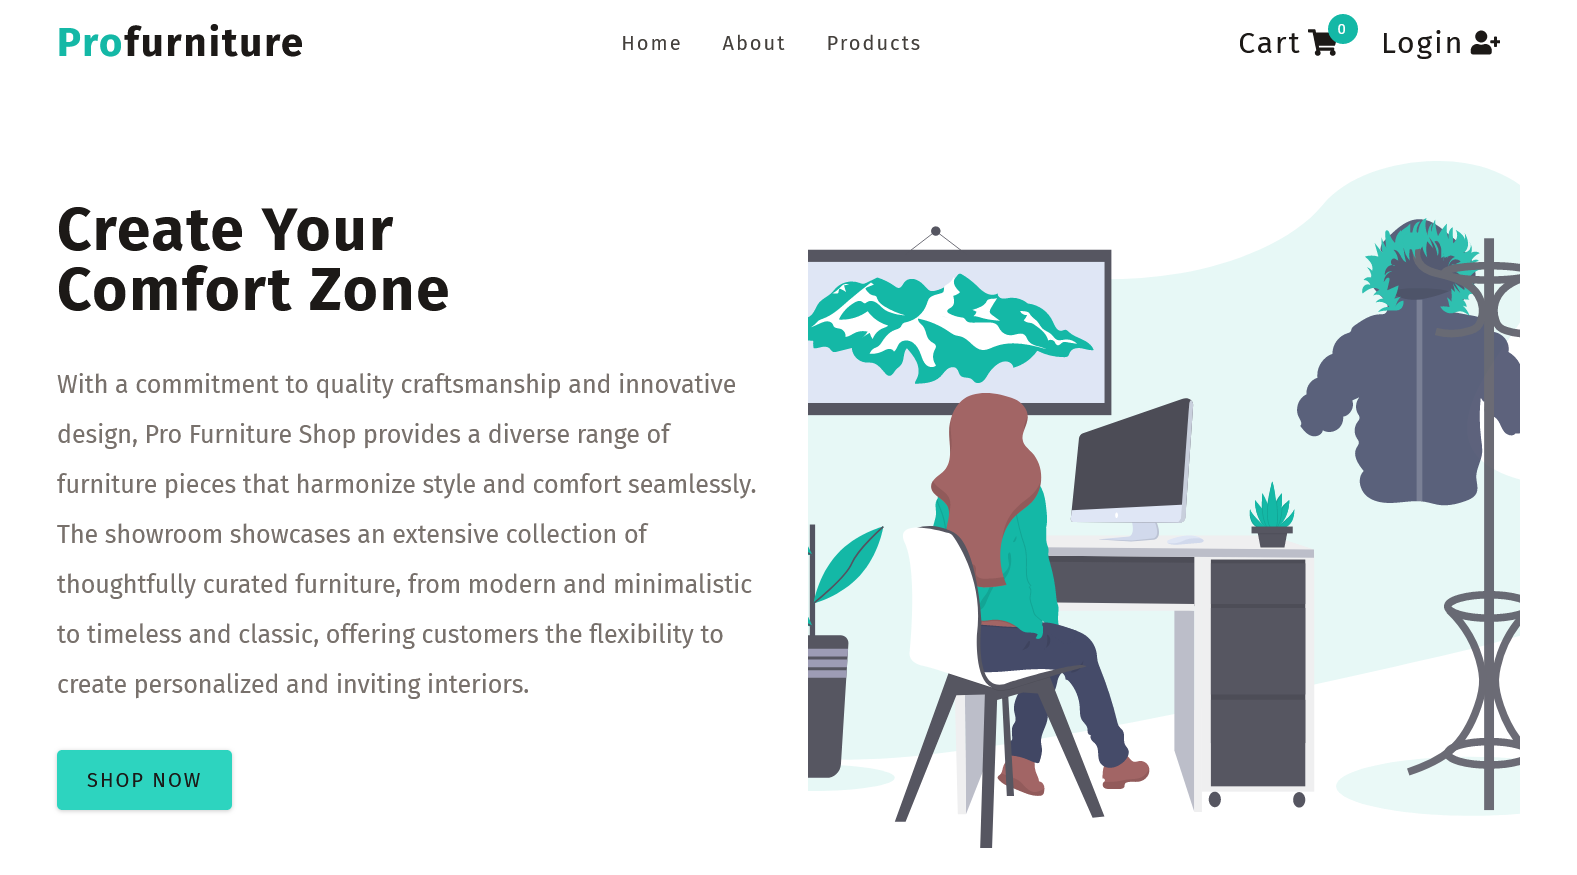 Profurniture
Home About Products
Cart 0 Login
Create Your
Comfort Zone
With a commitment to quality craftsmanship and innovative
design, Pro Furniture Shop provides a diverse range of
furniture pieces that harmonize style and comfort seamlessly.
The showroom showcases an extensive collection of
thoughtfully curated furniture, from modern and minimalistic
to timeless and classic, offering customers the flexibility to
create personalized and inviting interiors.
SHOP NOW